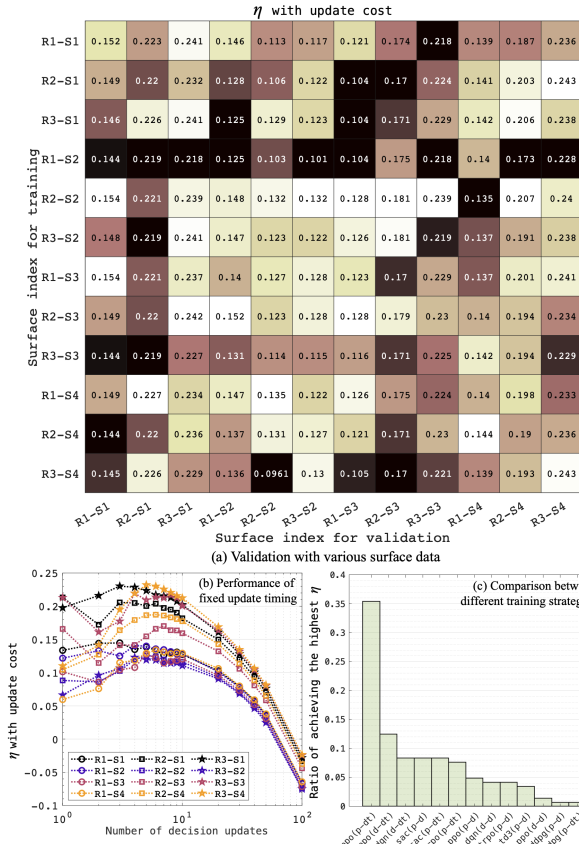 η with update cost
Surface index for training
R1-S1 0.152 0.223 0.241 0.146 0.113 0.117 0.121 0.174 0.218 0.139 0.187 0.236
R2-S1 0.149 0.22 0.232 0.128 0.106 0.122 0.104 0.17 0.224 0.141 0.203 0.243
R3-S1 0.146 0.226 0.241 0.125 0.129 0.123 0.104 0.171 0.229 0.142 0.206 0.238
R1-S2 0.144 0.219 0.218 0.125 0.103 0.101 0.104 0.175 0.218 0.14 0.173 0.228
R2-S2 0.154 0.221 0.239 0.148 0.132 0.132 0.128 0.181 0.239 0.135 0.207 0.24
R3-S2 0.148 0.219 0.241 0.147 0.123 0.122 0.126 0.181 0.219 0.137 0.191 0.238
R1-S3 0.154 0.221 0.237 0.14 0.127 0.128 0.123 0.17 0.229 0.137 0.201 0.241
R2-S3 0.149 0.22 0.242 0.152 0.123 0.128 0.128 0.179 0.23 0.14 0.194 0.234
R3-S3 0.144 0.219 0.227 0.131 0.114 0.115 0.116 0.171 0.225 0.142 0.194 0.229
R1-S4 0.149 0.227 0.234 0.147 0.135 0.122 0.122 0.175 0.224 0.14 0.198 0.233
R2-S4 0.144 0.22 0.236 0.137 0.131 0.127 0.121 0.171 0.23 0.144 0.19 0.236
R3-S4 0.145 0.226 0.229 0.136 0.0961 0.13 0.105 0.17 0.221 0.139 0.193 0.243
R1-S1 R2-S1 R3-S1 R1-S2 R2-S2 R3-S2 R1-S3 R2-S3 R3-S3 R1-S4 R2-S4 R3-S4
Surface index for validation
(a) Validation with various surface data
(b) Performance of
fixed update timing
η with update cost
0.25
0.2
0.15
0.1
0.05
0
-0.05
-0.1
R1-S1 R2-S1 R3-S1
R1-S2 R2-S2 R3-S2
R1-S3 R2-S3 R3-S3
R1-S4 R2-S4 R3-S4
10⁰ 10¹ 10²
Number of decision updates
(c) Comparison betwe
different training strateg
Ratio of achieving the highest η
0.4
0.35
0.3
0.25
0.2
0.15
0.1
0.05
0
ppo(d-dt)
sac(p-d)
ppo(p-d)
dqn(d-d)
td3(p-d)
ppo(d-d)